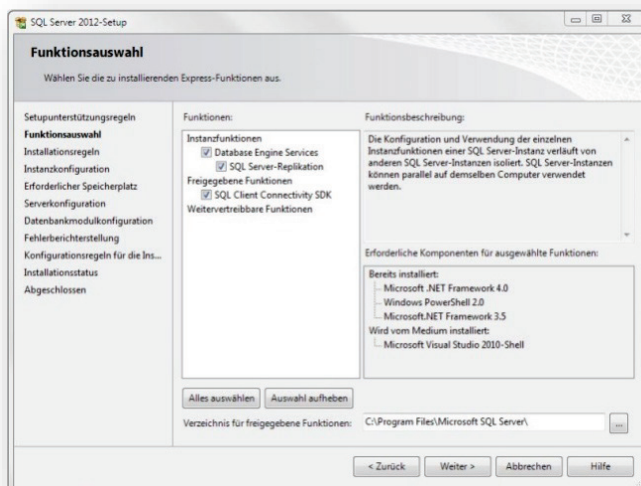 SQL Server 2012-Setup
Funktionsauswahl
Wählen Sie die zu installierenden Express-Funktionen aus.
Setupunterstützungsregeln
Funktionsauswahl
Installationsregeln
Instanzkonfiguration
Erforderlicher Speicherplatz
Serverkonfiguration
Datenbankmodulkonfiguration
Fehlerberichterstellung
Konfigurationsregeln für die Ins...
Installationsstatus
Abgeschlossen
Funktionen:
Instanzfunktionen
Database Engine Services
SQL Server-Replikation
Freigegebene Funktionen
SQL Client Connectivity SDK
Weitervertreibbare Funktionen
Funktionsbeschreibung:
Die Konfiguration und Verwendung der einzelnen
Instanzfunktionen einer SQL Server-Instanz verläuft von
anderen SQL Server-Instanzen isoliert. SQL Server-Instanzen
können parallel auf demselben Computer verwendet
werden.
Erforderliche Komponenten für ausgewählte Funktionen:
Bereits installiert:
Microsoft .NET Framework 4.0
Windows PowerShell 2.0
Microsoft.NET Framework 3.5
Wird vom Medium installiert:
Microsoft Visual Studio 2010-Shell
Alles auswählen
Auswahl aufheben
Verzeichnis für freigegebene Funktionen:
C:\Program Files\Microsoft SQL Server\
...
< Zurück
Weiter >
Abbrechen
Hilfe